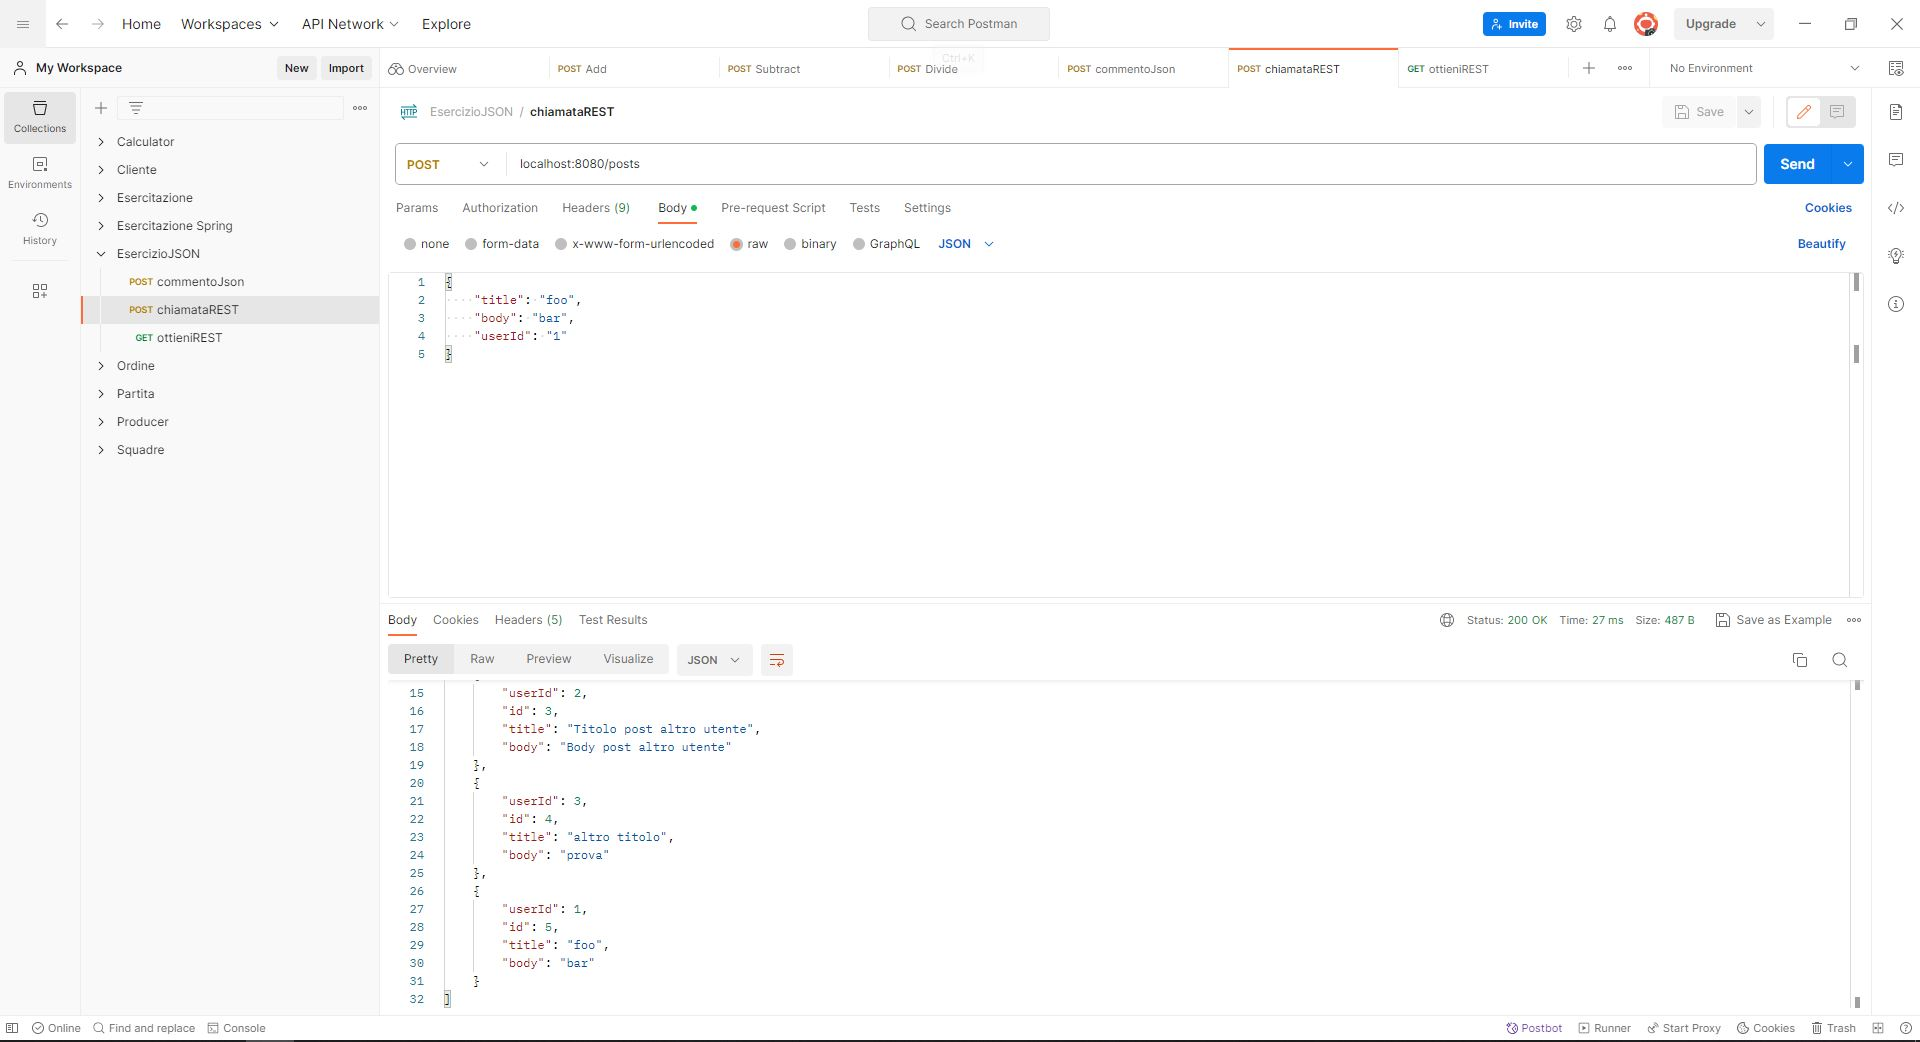 Home Workspaces API Network Explore Search Postman Invite Upgrade
Ctrl+K
My Workspace New Import Overview POST Add POST Subtract POST Divide POST commentoJson POST chiamataREST GET ottieniREST No Environment
Collections
Environments
History
Calculator
Cliente
Esercitazione
Esercitazione Spring
EsercizioJSON
POST commentoJson
POST chiamataREST
GET ottieniREST
Ordine
Partita
Producer
Squadre
HTTP EsercizioJSON / chiamataREST Save
POST localhost:8080/posts Send
Params Authorization Headers (9) Body Pre-request Script Tests Settings Cookies
none form-data x-www-form-urlencoded raw binary GraphQL JSON Beautify
1 {
2 "title": "foo",
3 "body": "bar",
4 "userId": "1"
5 }
Body Cookies Headers (5) Test Results Status: 200 OK Time: 27 ms Size: 487 B Save as Example
Pretty Raw Preview Visualize JSON
15 "userId": 2,
16 "id": 3,
17 "title": "Titolo post altro utente",
18 "body": "Body post altro utente"
19 },
20 {
21 "userId": 3,
22 "id": 4,
23 "title": "altro titolo",
24 "body": "prova"
25 },
26 {
27 "userId": 1,
28 "id": 5,
29 "title": "foo",
30 "body": "bar"
31 }
32 ]
Online Find and replace Console Postbot Runner Start Proxy Cookies Trash